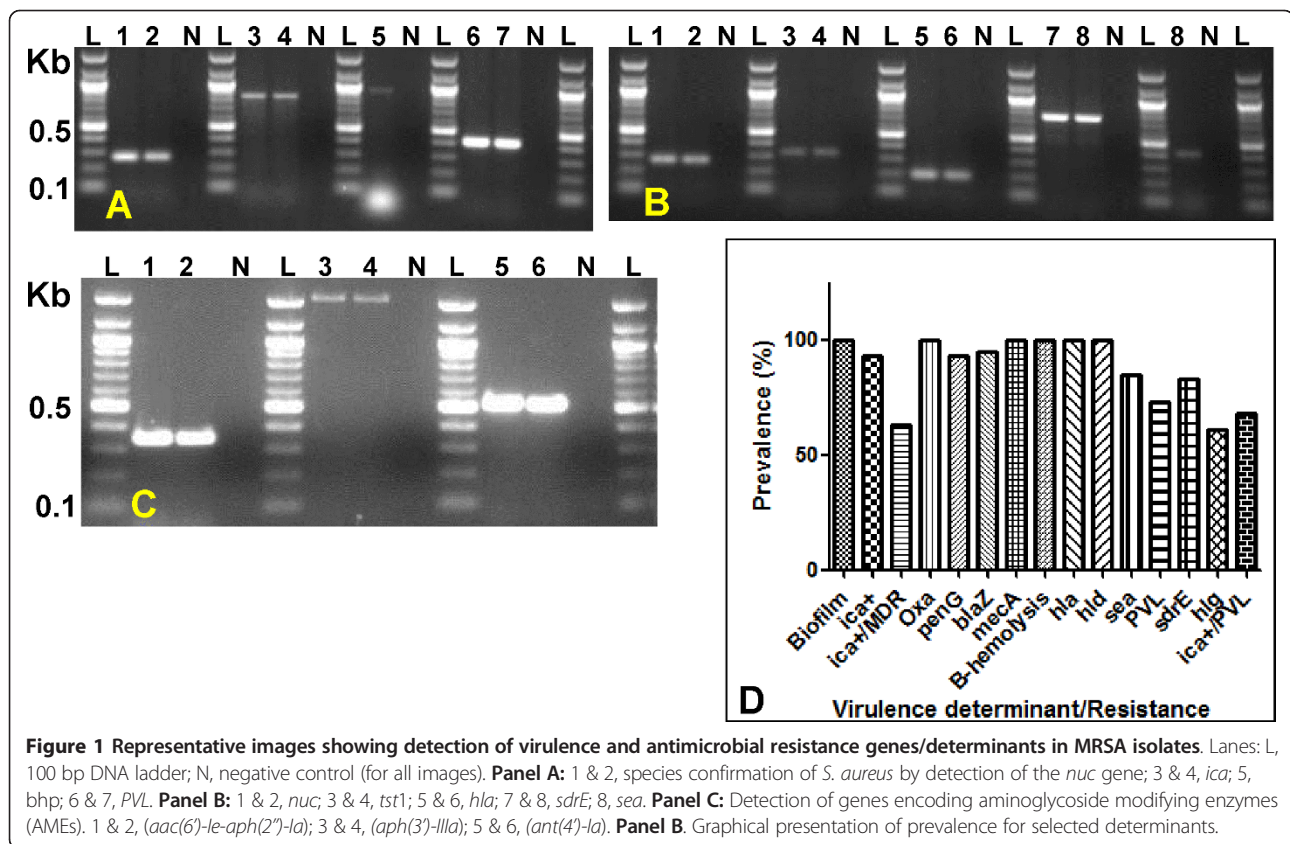 L 1 2 N L 3 4 N L 5 N L 6 7 N L
Kb
0.5
0.1
A
L 1 2 N L 3 4 N L 5 6 N L 7 8 N L 8 N L
B
L 1 2 N L 3 4 N L 5 6 N L
Kb
0.5
0.1
C
Prevalence (%)
100
50
0
Biofilm
ica+
ica+/MDR
Oxa
penG
blaZ
mecA
B-hemolysis
hla
hld
sea
PVL
sdrE
hlg
ica+/PVL
D
Virulence determinant/Resistance
Figure 1 Representative images showing detection of virulence and antimicrobial resistance genes/determinants in MRSA isolates. Lanes: L,
100 bp DNA ladder; N, negative control (for all images). Panel A: 1 & 2, species confirmation of S. aureus by detection of the nuc gene; 3 & 4, ica; 5,
bhp; 6 & 7, PVL. Panel B: 1 & 2, nuc; 3 & 4, tst1; 5 & 6, hla; 7 & 8, sdrE; 8, sea. Panel C: Detection of genes encoding aminoglycoside modifying enzymes
(AMEs). 1 & 2, (aac(6′)-Ie-aph(2″)-Ia); 3 & 4, (aph(3′)-IIIa); 5 & 6, (ant(4′)-Ia). Panel B. Graphical presentation of prevalence for selected determinants.